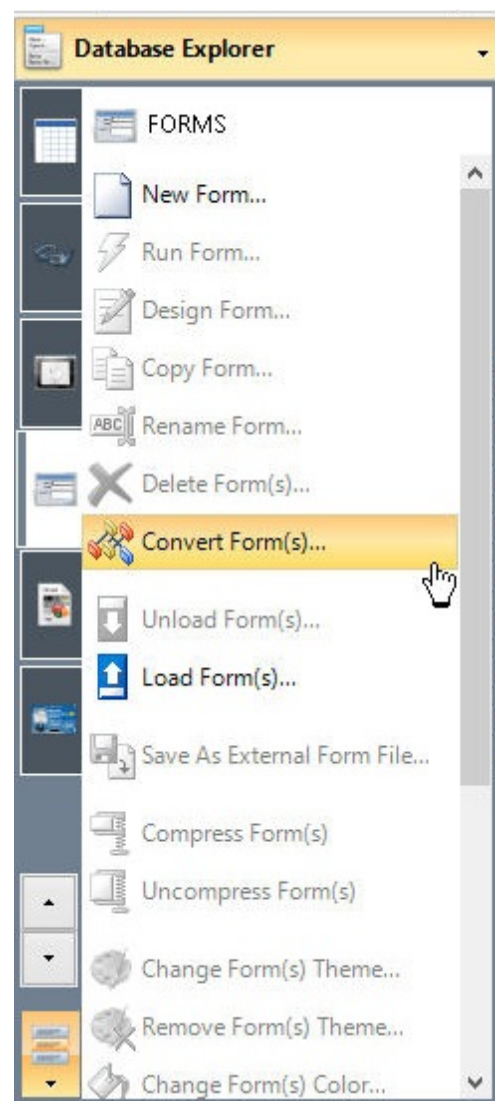 Database Explorer
FORMS
New Form...
Run Form...
Design Form...
Copy Form...
ABC Rename Form...
Delete Form(s)...
Convert Form(s)...
Unload Form(s)...
Load Form(s)...
Save As External Form File...
Compress Form(s)
Uncompress Form(s)
Change Form(s) Theme...
Remove Form(s) Theme...
Change Form(s) Color...